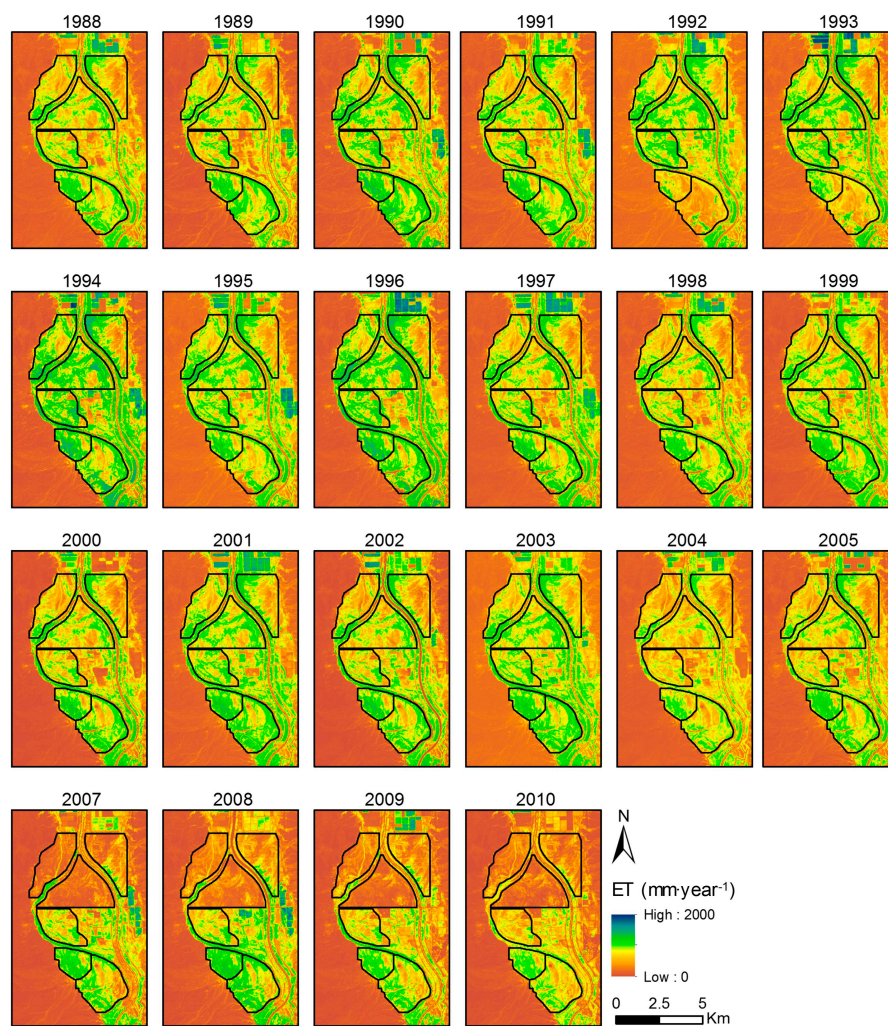 1988 1989 1990 1991 1992 1993
1994 1995 1996 1997 1998 1999
2000 2001 2002 2003 2004 2005
2007 2008 2009 2010
N
ET (mm·year⁻¹)
High : 2000
Low : 0
0 2.5 5
Km